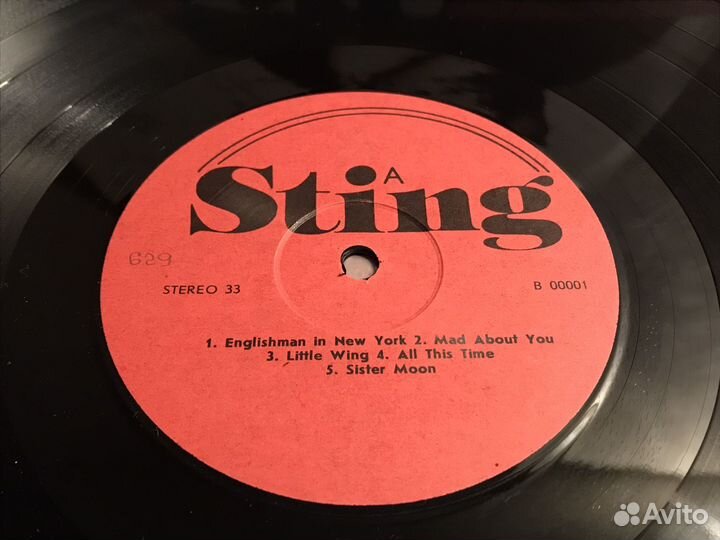 A
Sting
629
STEREO 33
B 00001
1. Englishman in New York 2. Mad About You
3. Little Wing 4. All This Time
5. Sister Moon
Avito